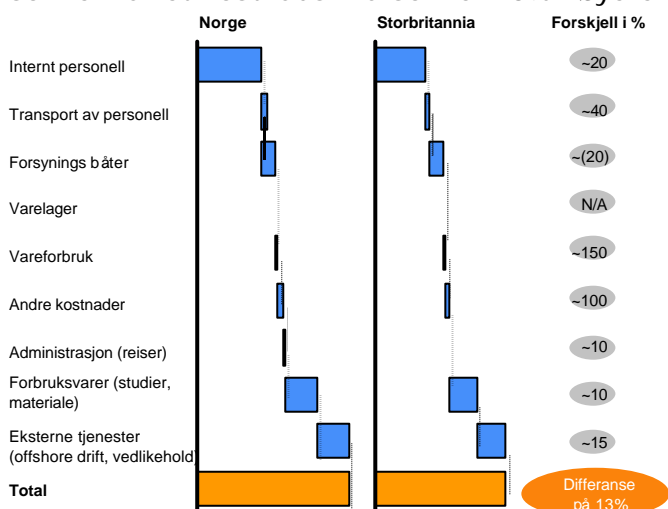 Norge Storbritannia Forskjell i %
Internt personell ~20
Transport av personell ~40
Forsynings båter ~(20)
Varelager N/A
Vareforbruk ~150
Andre kostnader ~100
Administrasjon (reiser) ~10
Forbruksvarer (studier,
materiale) ~10
Eksterne tjenester
(offshore drift, vedlikehold ~15
Total Differanse
på 13%